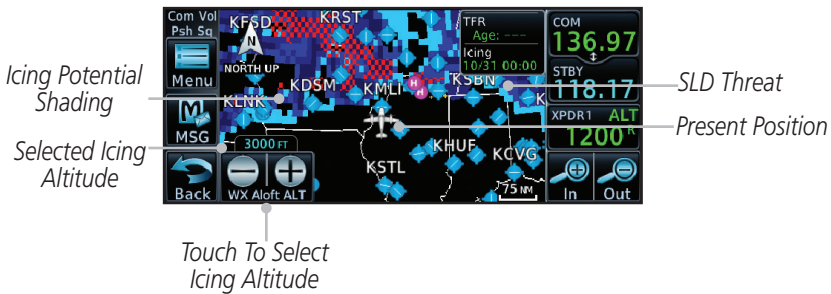 Com Vol
Psh Sq
Menu
MSG
Back
N
NORTH UP
KFSD
KRST
KDSM
KMLI
KSBN
KLNK
KHUF
KCVG
KSTL
H
H
TFR
Age: ---
Icing
10/31 00:00
3000 FT
WX Aloft ALT
75 NM
COM
136.97
STBY
118.17
XPDR1 ALT
1200 R
In
Out
Icing Potential
Shading
Selected Icing
Altitude
Touch To Select
Icing Altitude
SLD Threat
Present Position